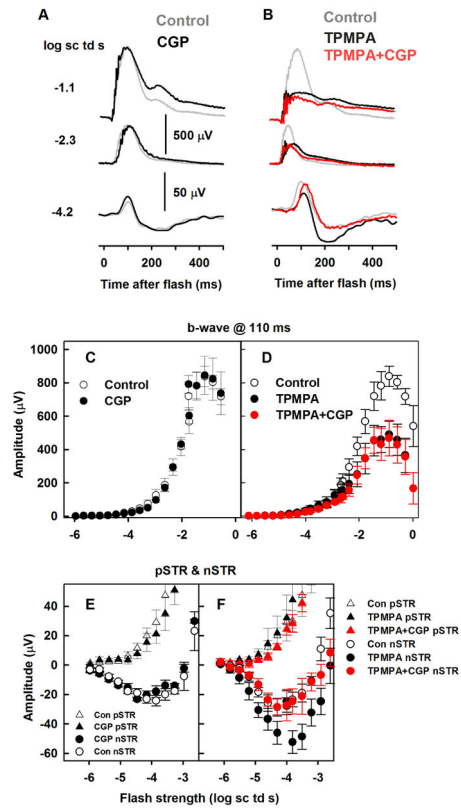 A
Control
CGP
B
Control
TPMPA
TPMPA+CGP
log sc td s
-1.1
500 µV
-2.3
50 µV
-4.2
0 200 400
0 200 400
Time after flash (ms)
Time after flash (ms)
b-wave @ 110 ms
C
Control
CGP
D
Control
TPMPA
TPMPA+CGP
1000
800
600
400
200
0
Amplitude (µV)
-6 -4 -2 0
-6 -4 -2 0
pSTR & nSTR
E
Con pSTR
CGP pSTR
CGP nSTR
Con nSTR
F
Con pSTR
TPMPA pSTR
TPMPA+CGP pSTR
Con nSTR
TPMPA nSTR
TPMPA+CGP nSTR
40
20
0
-20
-40
-60
Amplitude (µV)
-6 -5 -4 -3
-6 -5 -4 -3
Flash strength (log sc td s)